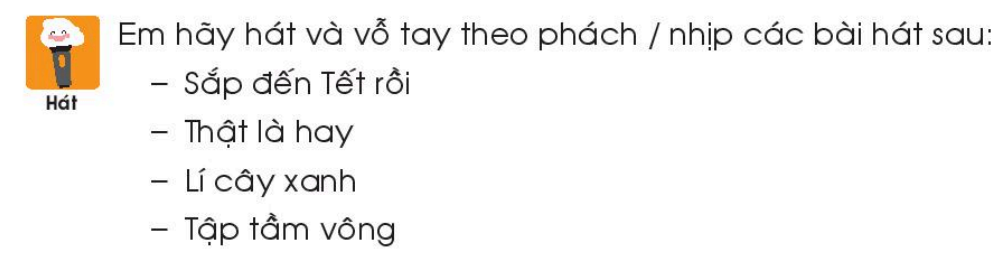 Em hãy hát và vỗ tay theo phách / nhịp các bài hát sau:
Hát
– Sắp đến Tết rồi
– Thật là hay
– Lí cây xanh
– Tập tầm vông